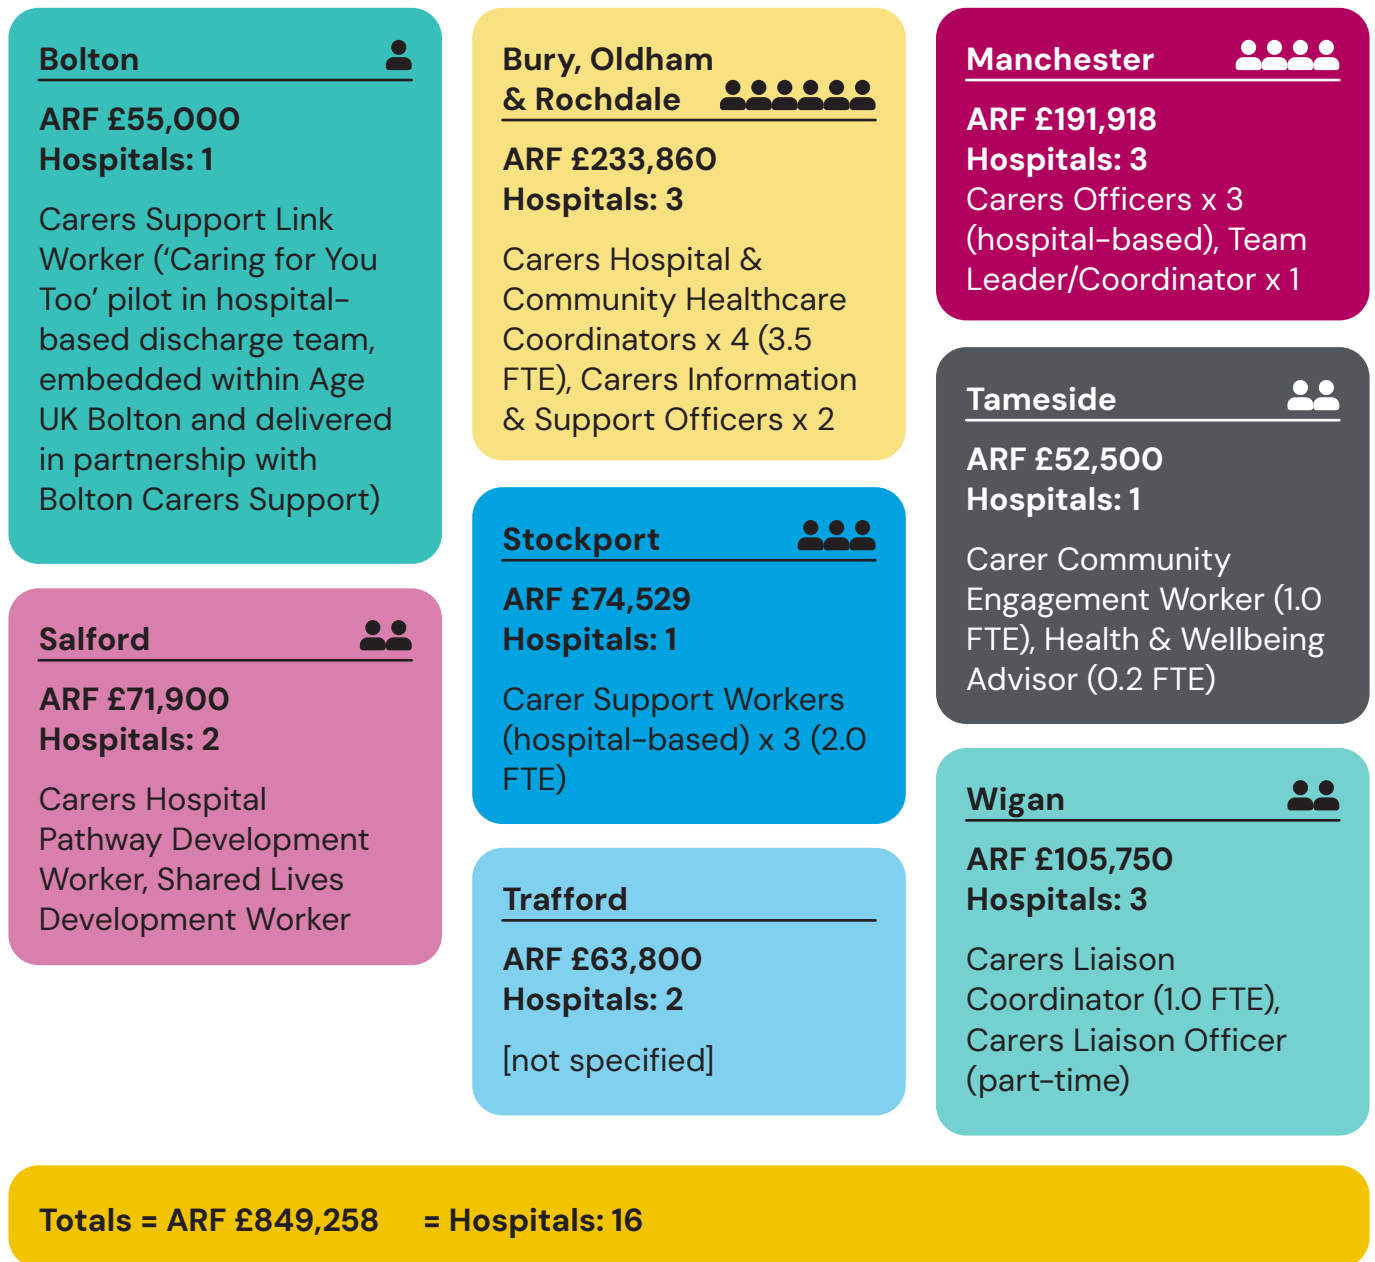 Bolton
ARF £55,000
Hospitals: 1
Carers Support Link
Worker (‘Caring for You
Too’ pilot in hospital-
based discharge team,
embedded within Age
UK Bolton and delivered
in partnership with
Bolton Carers Support)
Salford
ARF £71,900
Hospitals: 2
Carers Hospital
Pathway Development
Worker, Shared Lives
Development Worker
Bury, Oldham
& Rochdale
ARF £233,860
Hospitals: 3
Carers Hospital &
Community Healthcare
Coordinators x 4 (3.5
FTE), Carers Information
& Support Officers x 2
Stockport
ARF £74,529
Hospitals: 1
Carer Support Workers
(hospital-based) x 3 (2.0
FTE)
Trafford
ARF £63,800
Hospitals: 2
[not specified]
Manchester
ARF £191,918
Hospitals: 3
Carers Officers x 3
(hospital-based), Team
Leader/Coordinator x 1
Tameside
ARF £52,500
Hospitals: 1
Carer Community
Engagement Worker (1.0
FTE), Health & Wellbeing
Advisor (0.2 FTE)
Wigan
ARF £105,750
Hospitals: 3
Carers Liaison
Coordinator (1.0 FTE),
Carers Liaison Officer
(part-time)
Totals = ARF £849,258 = Hospitals: 16